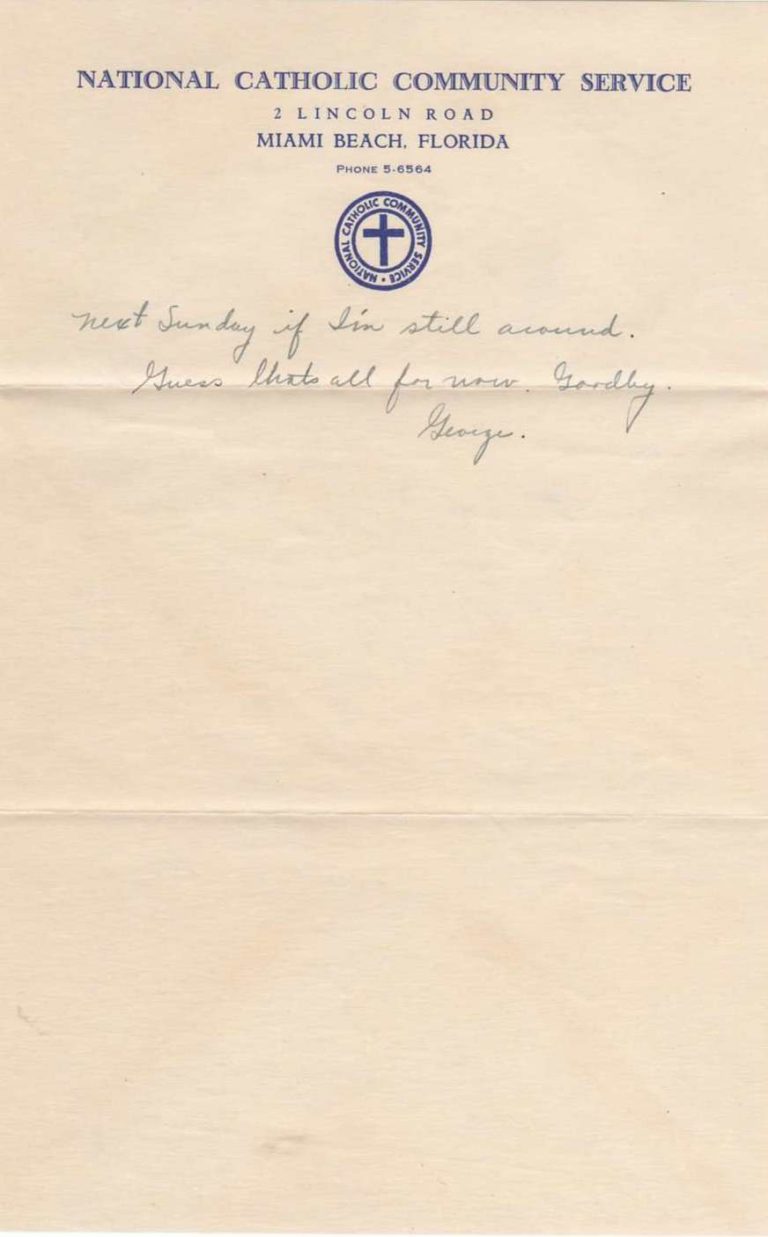 NATIONAL CATHOLIC COMMUNITY SERVICE
2 LINCOLN ROAD
MIAMI BEACH, FLORIDA
PHONE 5-6564
NATIONAL CATHOLIC COMMUNITY SERVICE •
next Sunday if I'm still around.
Guess thats all for now. Goodby.
George.